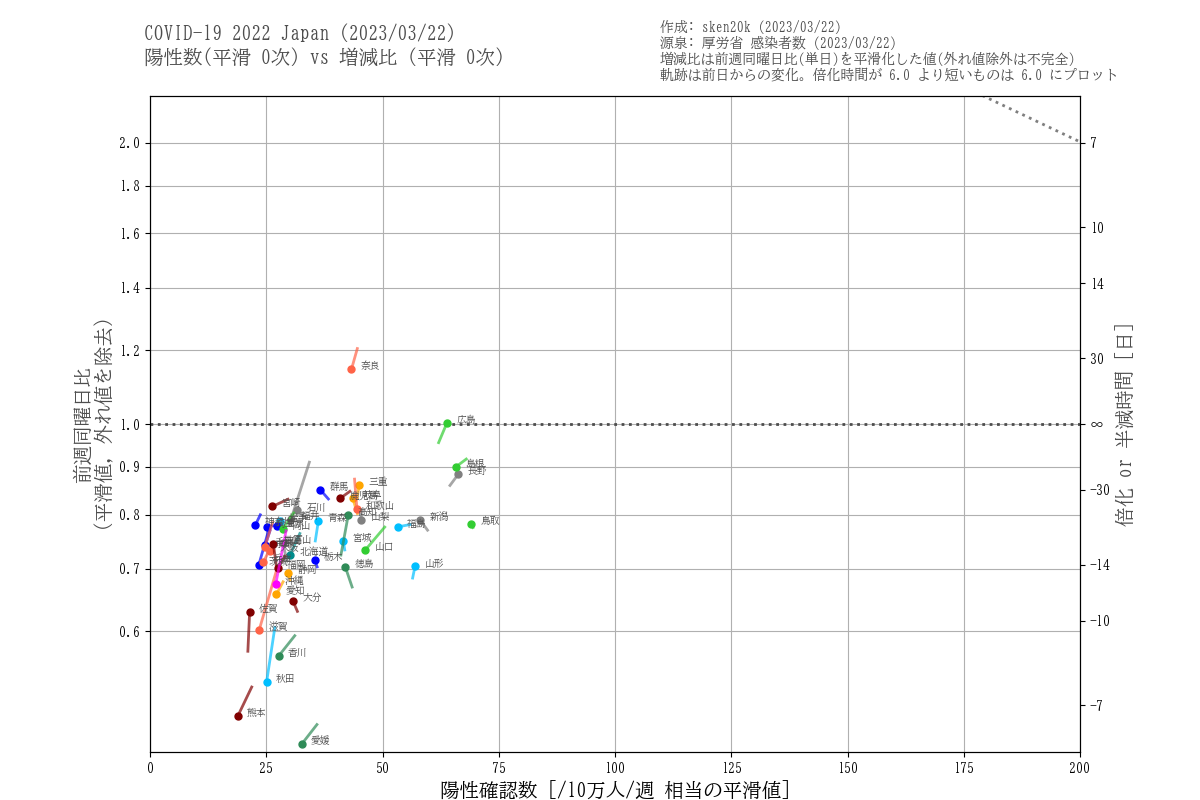 COVID-19 2022 Japan (2023/03/22)
陽性数(平滑 0次) vs 増減比 (平滑 0次)
作成: sken20k (2023/03/22)
源泉: 厚労省 感染者数 (2023/03/22)
増減比は前週同曜日比(単日)を平滑化した値(外れ値除外は不完全)
軌跡は前日からの変化。倍化時間が 6.0 より短いものは 6.0 にプロット
前週同曜日比
(平滑値, 外れ値を除去)
2.0
1.8
1.6
1.4
1.2
1.0
0.9
0.8
0.7
0.6
7
10
14
30
∞
-30
-14
-10
-7
倍化 or 半減時間 [日]
奈良
広島
島根
長野
三重
群馬
宮崎
和歌山
石川
福井
青森
山梨
新潟
福島
鳥取
宮城
山口
北海道
栃木
徳島
山形
福岡
静岡
沖縄
愛知
大分
佐賀
滋賀
香川
秋田
熊本
愛媛
0
25
50
75
100
125
150
175
200
陽性確認数 [/10万人/週 相当の平滑値]